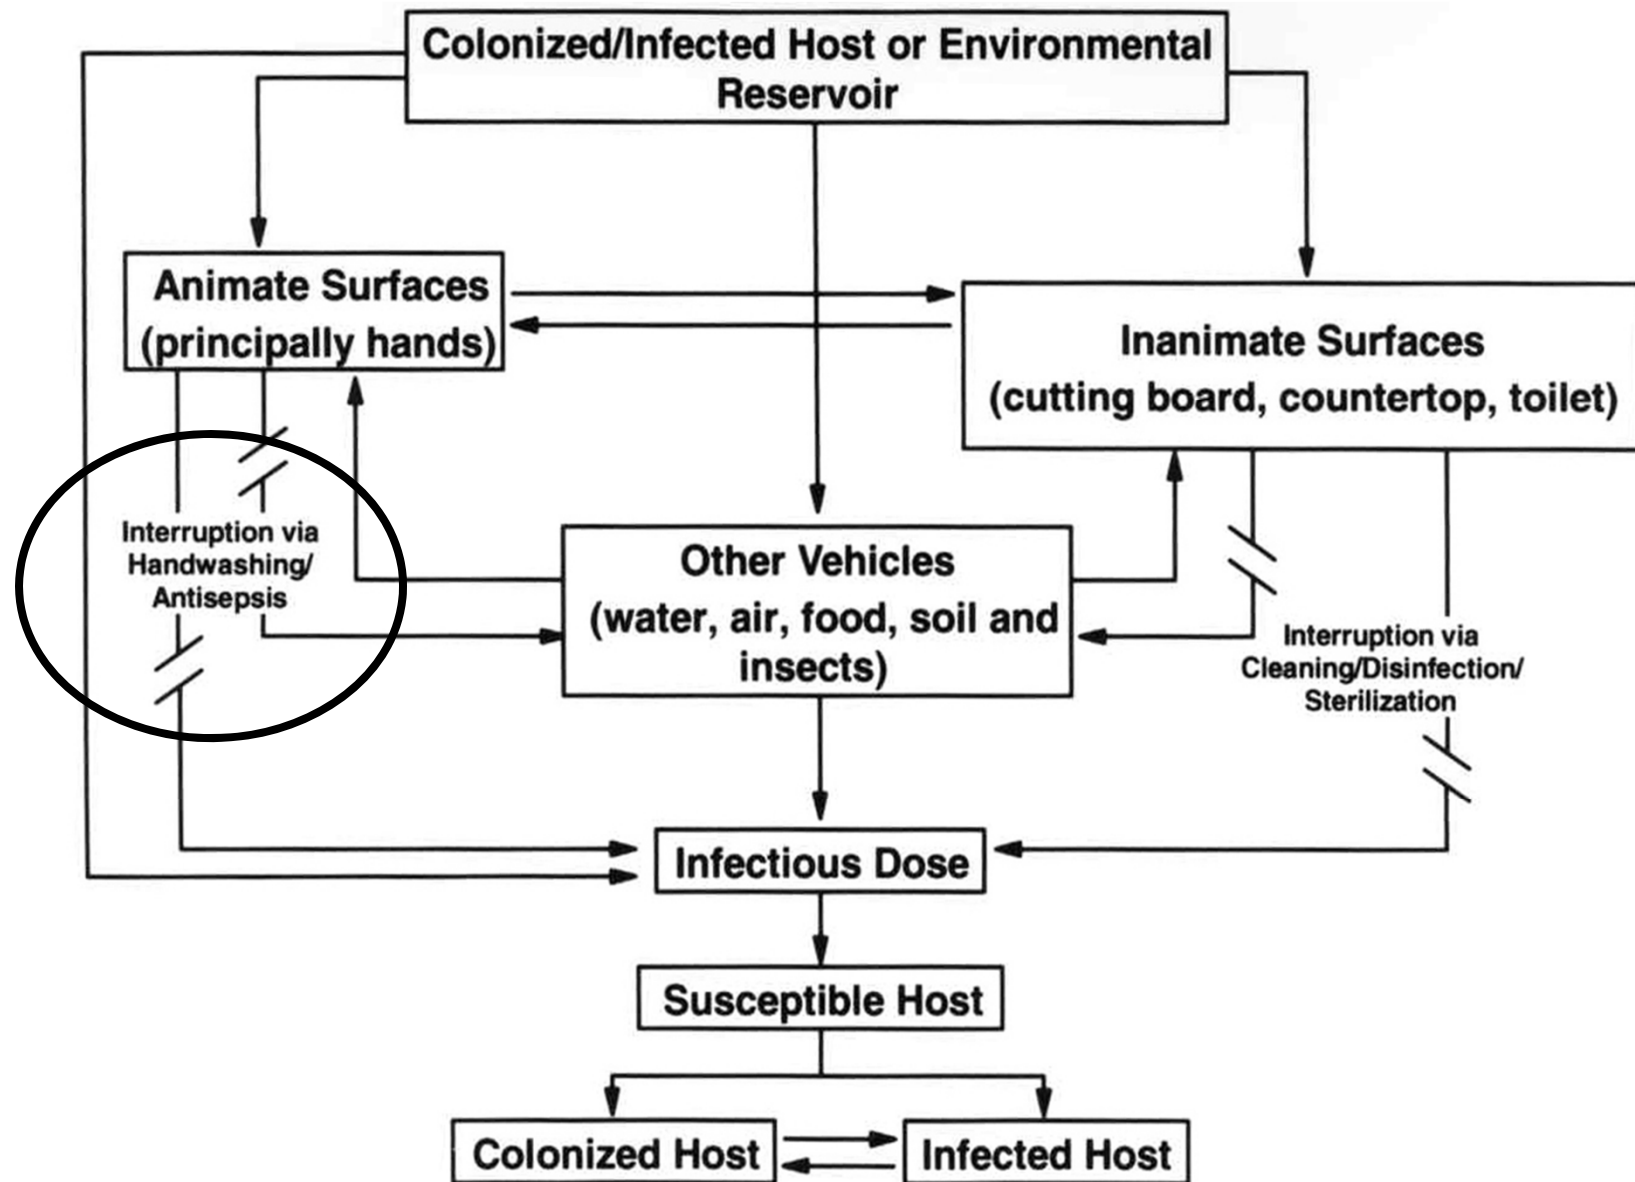 Colonized/Infected Host or Environmental
Reservoir
Animate Surfaces
(principally hands)
Inanimate Surfaces
(cutting board, countertop, toilet)
Interruption via
Handwashing/
Antisepsis
Other Vehicles
(water, air, food, soil and
insects)
Interruption via
Cleaning/Disinfection/
Sterilization
Infectious Dose
Susceptible Host
Colonized Host
Infected Host